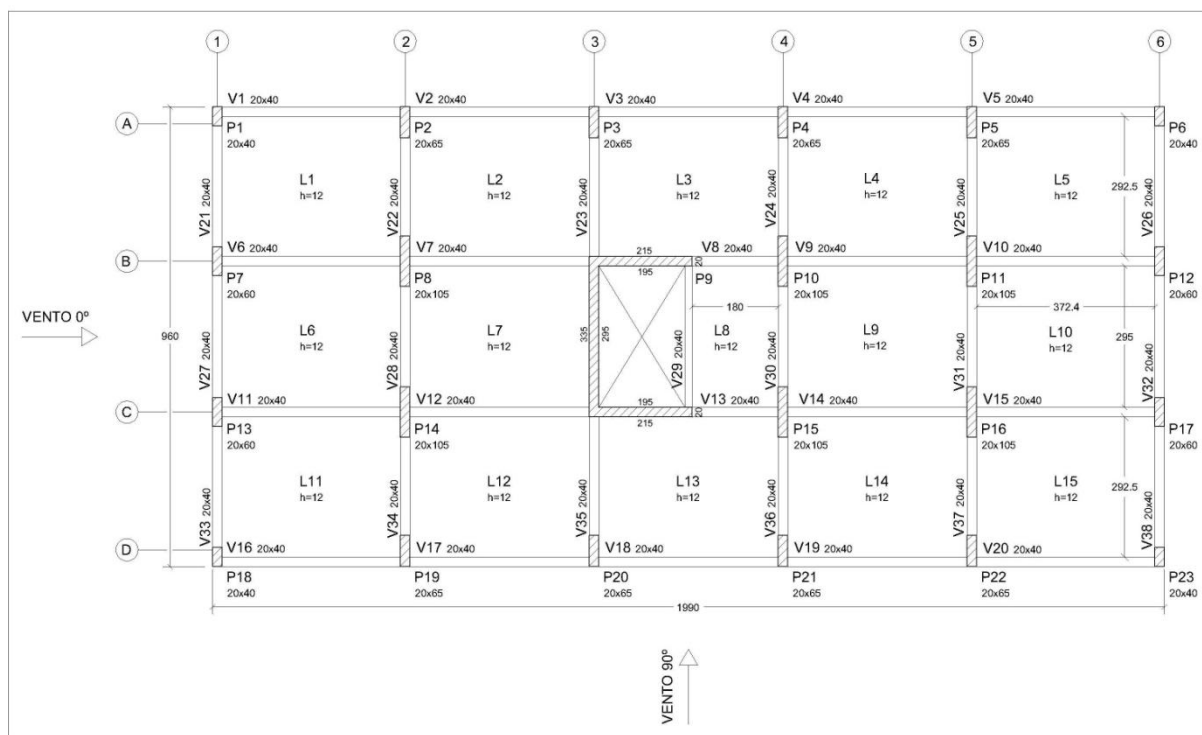 1 2 3 4 5 6
V1 20x40 V2 20x40 V3 20x40 V4 20x40 V5 20x40
A
P1 P2 P3 P4 P5 P6
20x40 20x65 20x65 20x65 20x65 20x40
L1 L2 L3 L4 L5
h=12 h=12 h=12 h=12 h=12
292.5
V21 20x40 V22 20x40 V23 20x40 V24 20x40 V25 20x40 V26 20x40
V6 20x40 V7 20x40 215 V8 20x40 V9 20x40 V10 20x40
B
195 20
P7 P8 P9 P10 P11 P12
20x60 20x105 20x105 20x105 20x60
180 372.4
VENTO 0º
960
L6 L7 L8 L9 L10
h=12 h=12 h=12 h=12 h=12
335 295 295
V27 20x40 V28 20x40 V29 20x40 V30 20x40 V31 20x40 V32 20x40
V11 20x40 V12 20x40 195 V13 20x40 V14 20x40 V15 20x40
C
215 20
P13 P14 P15 P16 P17
20x60 20x105 20x105 20x105 20x60
L11 L12 L13 L14 L15
h=12 h=12 h=12 h=12 h=12
292.5
V33 20x40 V34 20x40 V35 20x40 V36 20x40 V37 20x40 V38 20x40
V16 20x40 V17 20x40 V18 20x40 V19 20x40 V20 20x40
D
P18 P19 P20 P21 P22 P23
20x40 20x65 20x65 20x65 20x65 20x40
1990
VENTO 90º